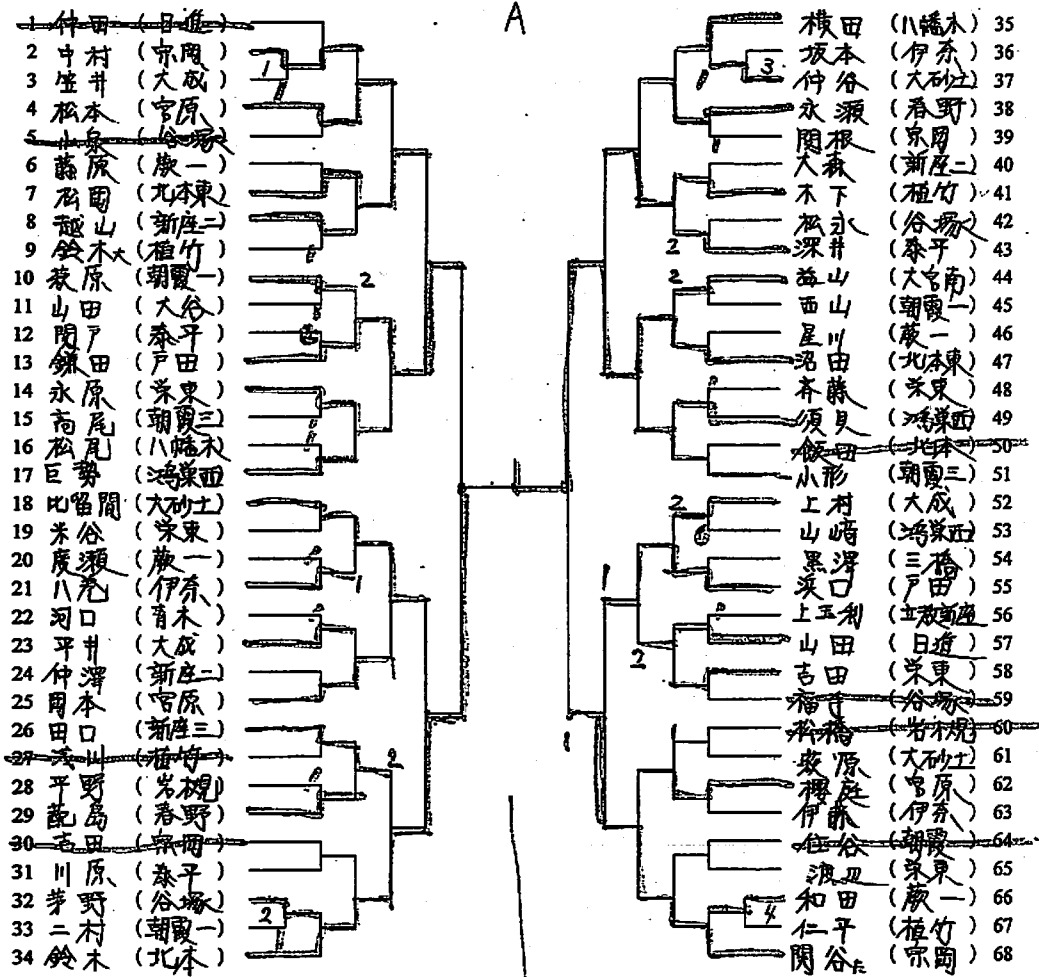 A
1 仲田 (日進)
2 中村 (宗岡)
3 笠井 (大成)
4 松本 (宮原)
5 小泉 (谷塚)
6 藤原 (蕨一)
7 松岡 (北本東)
8 越山 (新座二)
9 鈴木大 (植竹)
10 萩原 (朝霞一)
11 山田 (大谷)
12 関戸 (泰平)
13 鎌田 (戸田)
14 永原 (栄東)
15 高尾 (朝霞三)
16 松尾 (八幡木)
17 巨勢 (鴻巣西)
18 比留間 (大砂土)
19 米谷 (栄東)
20 廣瀬 (蕨一)
21 八巻 (伊奈)
22 河口 (青木)
23 平井 (大成)
24 仲澤 (新座二)
25 岡本 (宮原)
26 田口 (新座三)
27 浅川 (植竹)
28 平野 (岩槻)
29 配島 (春野)
30 吉田 (宗岡)
31 川原 (泰平)
32 茅野 (谷塚)
33 二村 (朝霞一)
34 鈴木 (北本)
横田 (八幡木) 35
坂本 (伊奈) 36
仲谷 (大砂土) 37
永瀬 (春野) 38
関根 (宗岡) 39
大森 (新座二) 40
木下 (植竹) 41
松永 (谷塚) 42
深井 (泰平) 43
益山 (大宮南) 44
西山 (朝霞一) 45
星川 (蕨一) 46
沼田 (北本東) 47
斉藤 (栄東) 48
須貝 (鴻巣西) 49
飯田 (北本) 50
小形 (朝霞三) 51
上村 (大成) 52
山崎 (鴻巣西) 53
黒澤 (三橋) 54
浜口 (戸田) 55
上玉利 (立教新座) 56
山田 (日進) 57
吉田 (栄東) 58
福寺 (谷塚) 59
松橋 (岩槻) 60
萩原 (大砂土) 61
櫻庭 (宮原) 62
伊藤 (伊奈) 63
住谷 (朝霞一) 64
渡辺 (栄東) 65
和田 (蕨一) 66
仁平 (植竹) 67
関谷 (宗岡) 68